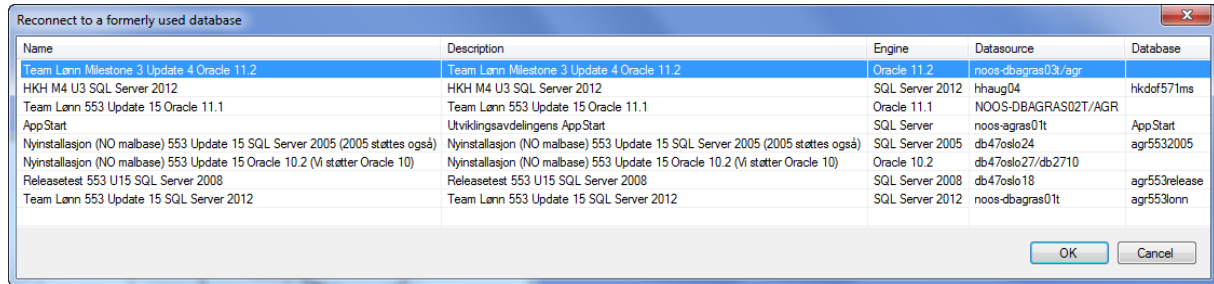 Reconnect to a formerly used database
Name Description Engine Datasource Database
Team Lønn Milestone 3 Update 4 Oracle 11.2 Team Lønn Milestone 3 Update 4 Oracle 11.2 Oracle 11.2 noos-dbagras03t/agr
HKH M4 U3 SQL Server 2012 HKH M4 U3 SQL Server 2012 SQL Server 2012 hhaug04 hkdof571ms
Team Lønn 553 Update 15 Oracle 11.1 Team Lønn 553 Update 15 Oracle 11.1 Oracle 11.1 NOOS-DBAGRAS02T/AGR
AppStart Utviklingsavdelingens AppStart SQL Server noos-agras01t AppStart
Nyinstallasjon (NO malbase) 553 Update 15 SQL Server 2005 (2005 støttes også) Nyinstallasjon (NO malbase) 553 Update 15 SQL Server 2005 (2005 støttes også) SQL Server 2005 db47oslo24 agr5532005
Nyinstallasjon (NO malbase) 553 Update 15 Oracle 10.2 (Vi støtter Oracle 10) Nyinstallasjon (NO malbase) 553 Update 15 Oracle 10.2 (Vi støtter Oracle 10) Oracle 10.2 db47oslo27/db2710
Releasetest 553 U15 SQL Server 2008 Releasetest 553 U15 SQL Server 2008 SQL Server 2008 db47oslo18 agr553release
Team Lønn 553 Update 15 SQL Server 2012 Team Lønn 553 Update 15 SQL Server 2012 SQL Server 2012 noos-dbagras01t agr553lonn
OK Cancel